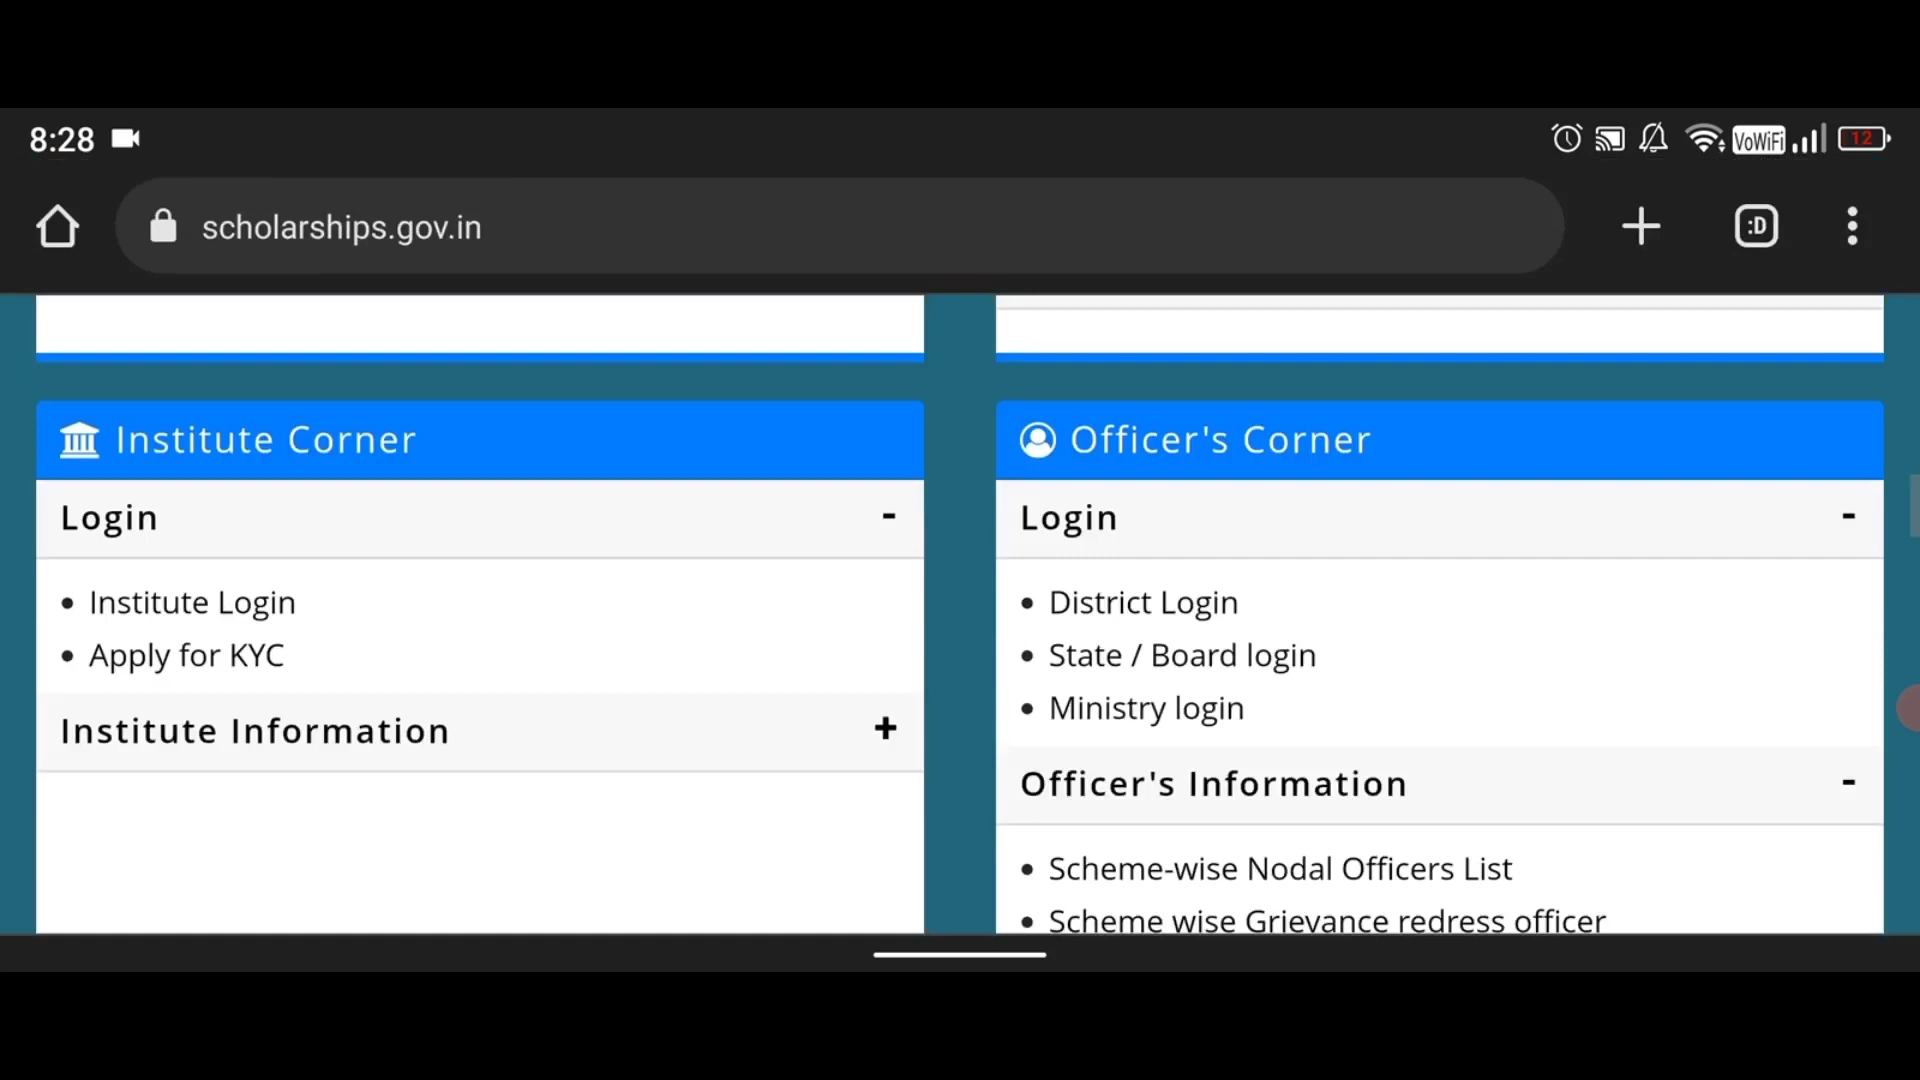 8:28
VoWiFi
12
scholarships.gov.in
:D
Institute Corner
Login -
Institute Login
Apply for KYC
Institute Information +
Officer's Corner
Login -
District Login
State / Board login
Ministry login
Officer's Information -
Scheme-wise Nodal Officers List
Scheme wise Grievance redress officer